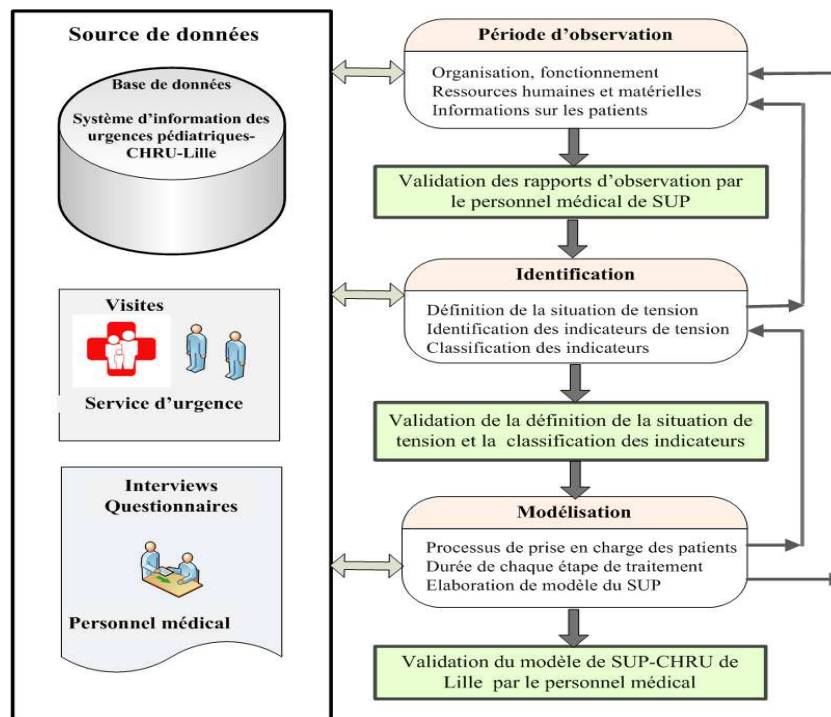 Source de données
Base de données
Système d'information des
urgences pédiatriques-
CHRU-Lille
Visites
Service d'urgence
Interviews
Questionnaires
Personnel médical
Période d'observation
Organisation, fonctionnement
Ressources humaines et matérielles
Informations sur les patients
Validation des rapports d'observation par
le personnel médical de SUP
Identification
Définition de la situation de tension
Identification des indicateurs de tension
Classification des indicateurs
Validation de la définition de la situation de
tension et la classification des indicateurs
Modélisation
Processus de prise en charge des patients
Durée de chaque étape de traitement
Elaboration de modèle du SUP
Validation du modèle de SUP-CHRU de
Lille par le personnel médical